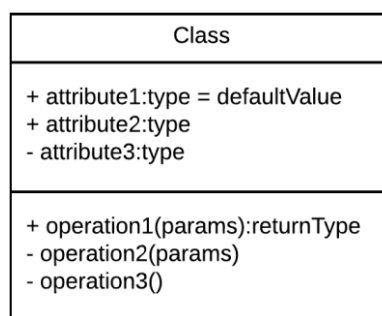 Class
+ attribute1:type = defaultValue
+ attribute2:type
- attribute3:type
+ operation1(params):returnType
- operation2(params)
- operation3()